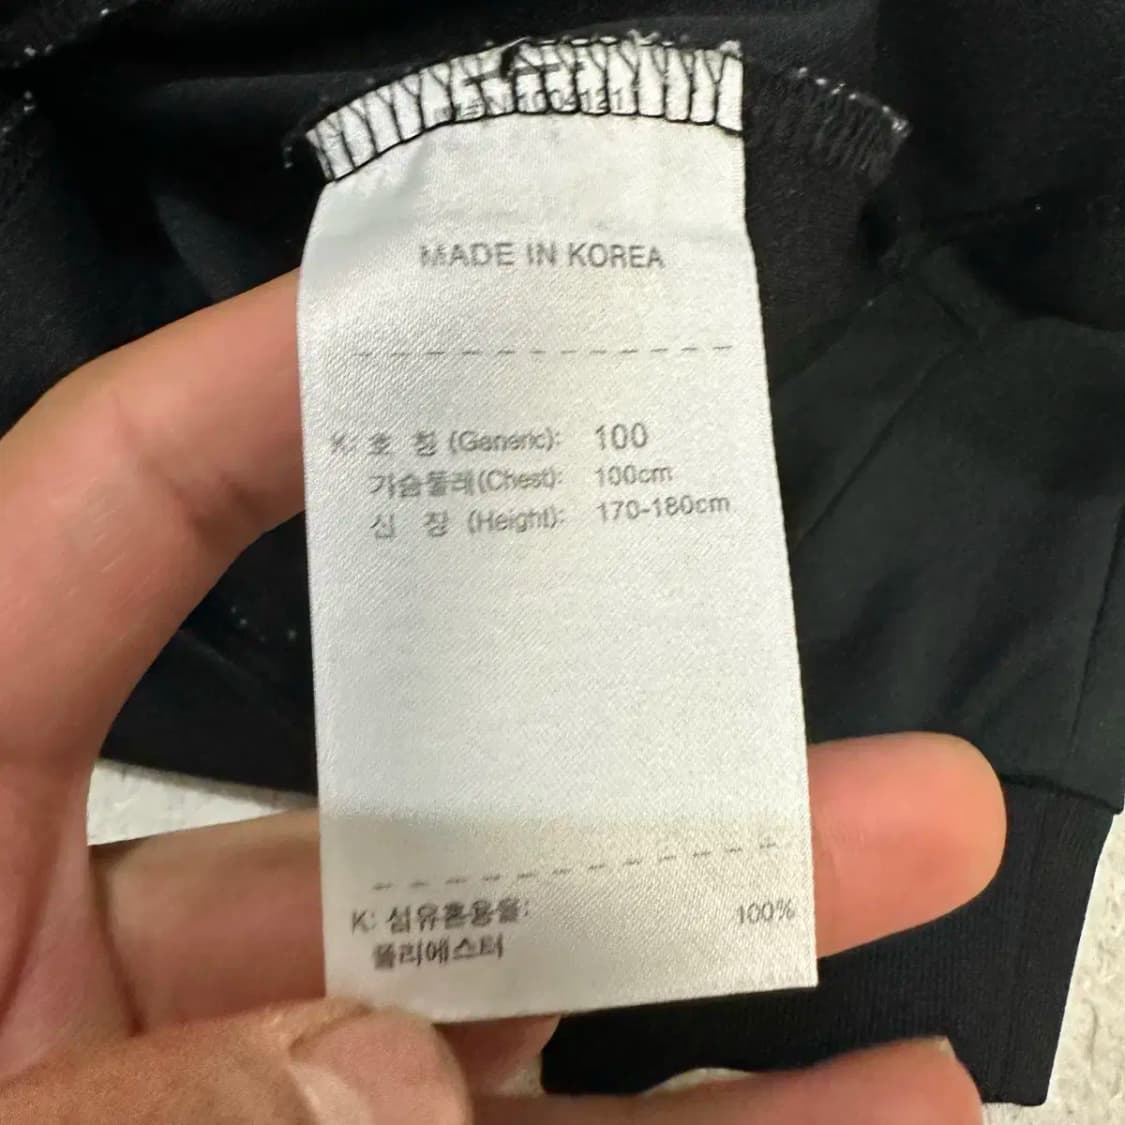 MADE IN KOREA
K: 호 칭 (Generic): 100
가슴둘레(Chest): 100cm
신 장 (Height): 170-180cm
K: 섬유혼용율: 100%
폴리에스터